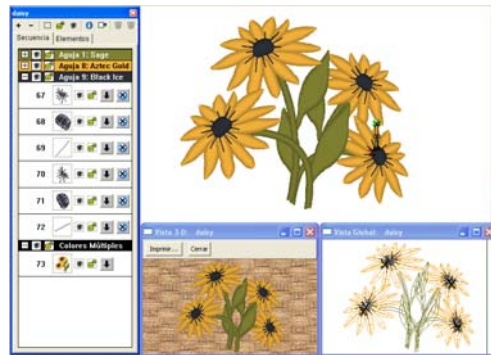 daisy
Secuencia Elementos
Aguja 1: Sage
Aguja 8: Aztec Gold
Aguja 9: Black Ice
67
68
69
70
71
72
Colores Múltiples
73
Vista 3-D: daisy
Imprimir... Cerrar
Vista Global: daisy